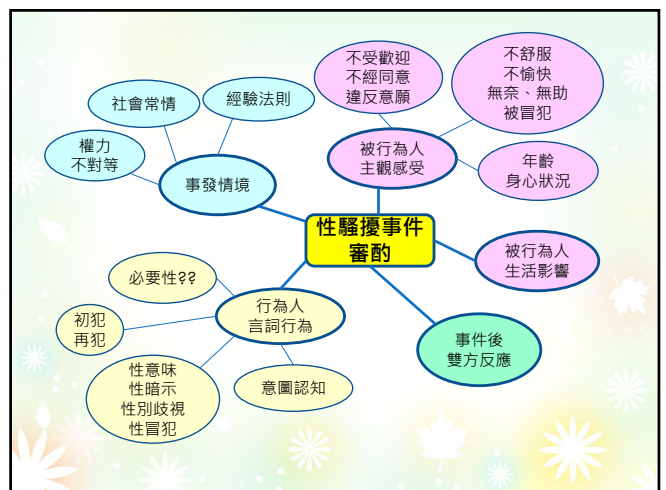 不受歡迎
不經同意
違反意願
不舒服
不愉快
無奈、無助
被冒犯
社會常情
經驗法則
權力
不對等
事發情境
被行為人
主觀感受
年齡
身心狀況
性騷擾事件
審酌
被行為人
生活影響
必要性??
行為人
言詞行為
初犯
再犯
事件後
雙方反應
性意味
性暗示
性別歧視
性冒犯
意圖認知